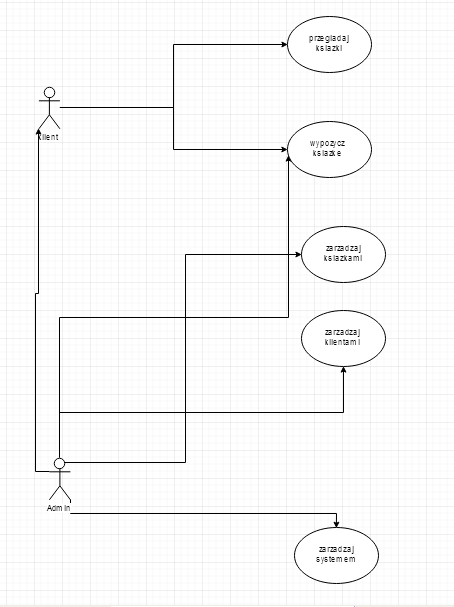 przegladaj
ksiazki
klient
wypozycz
ksiazke
zarzadzaj
ksiazkami
zarzadzaj
klientami
Admin
zarzadzaj
systemem